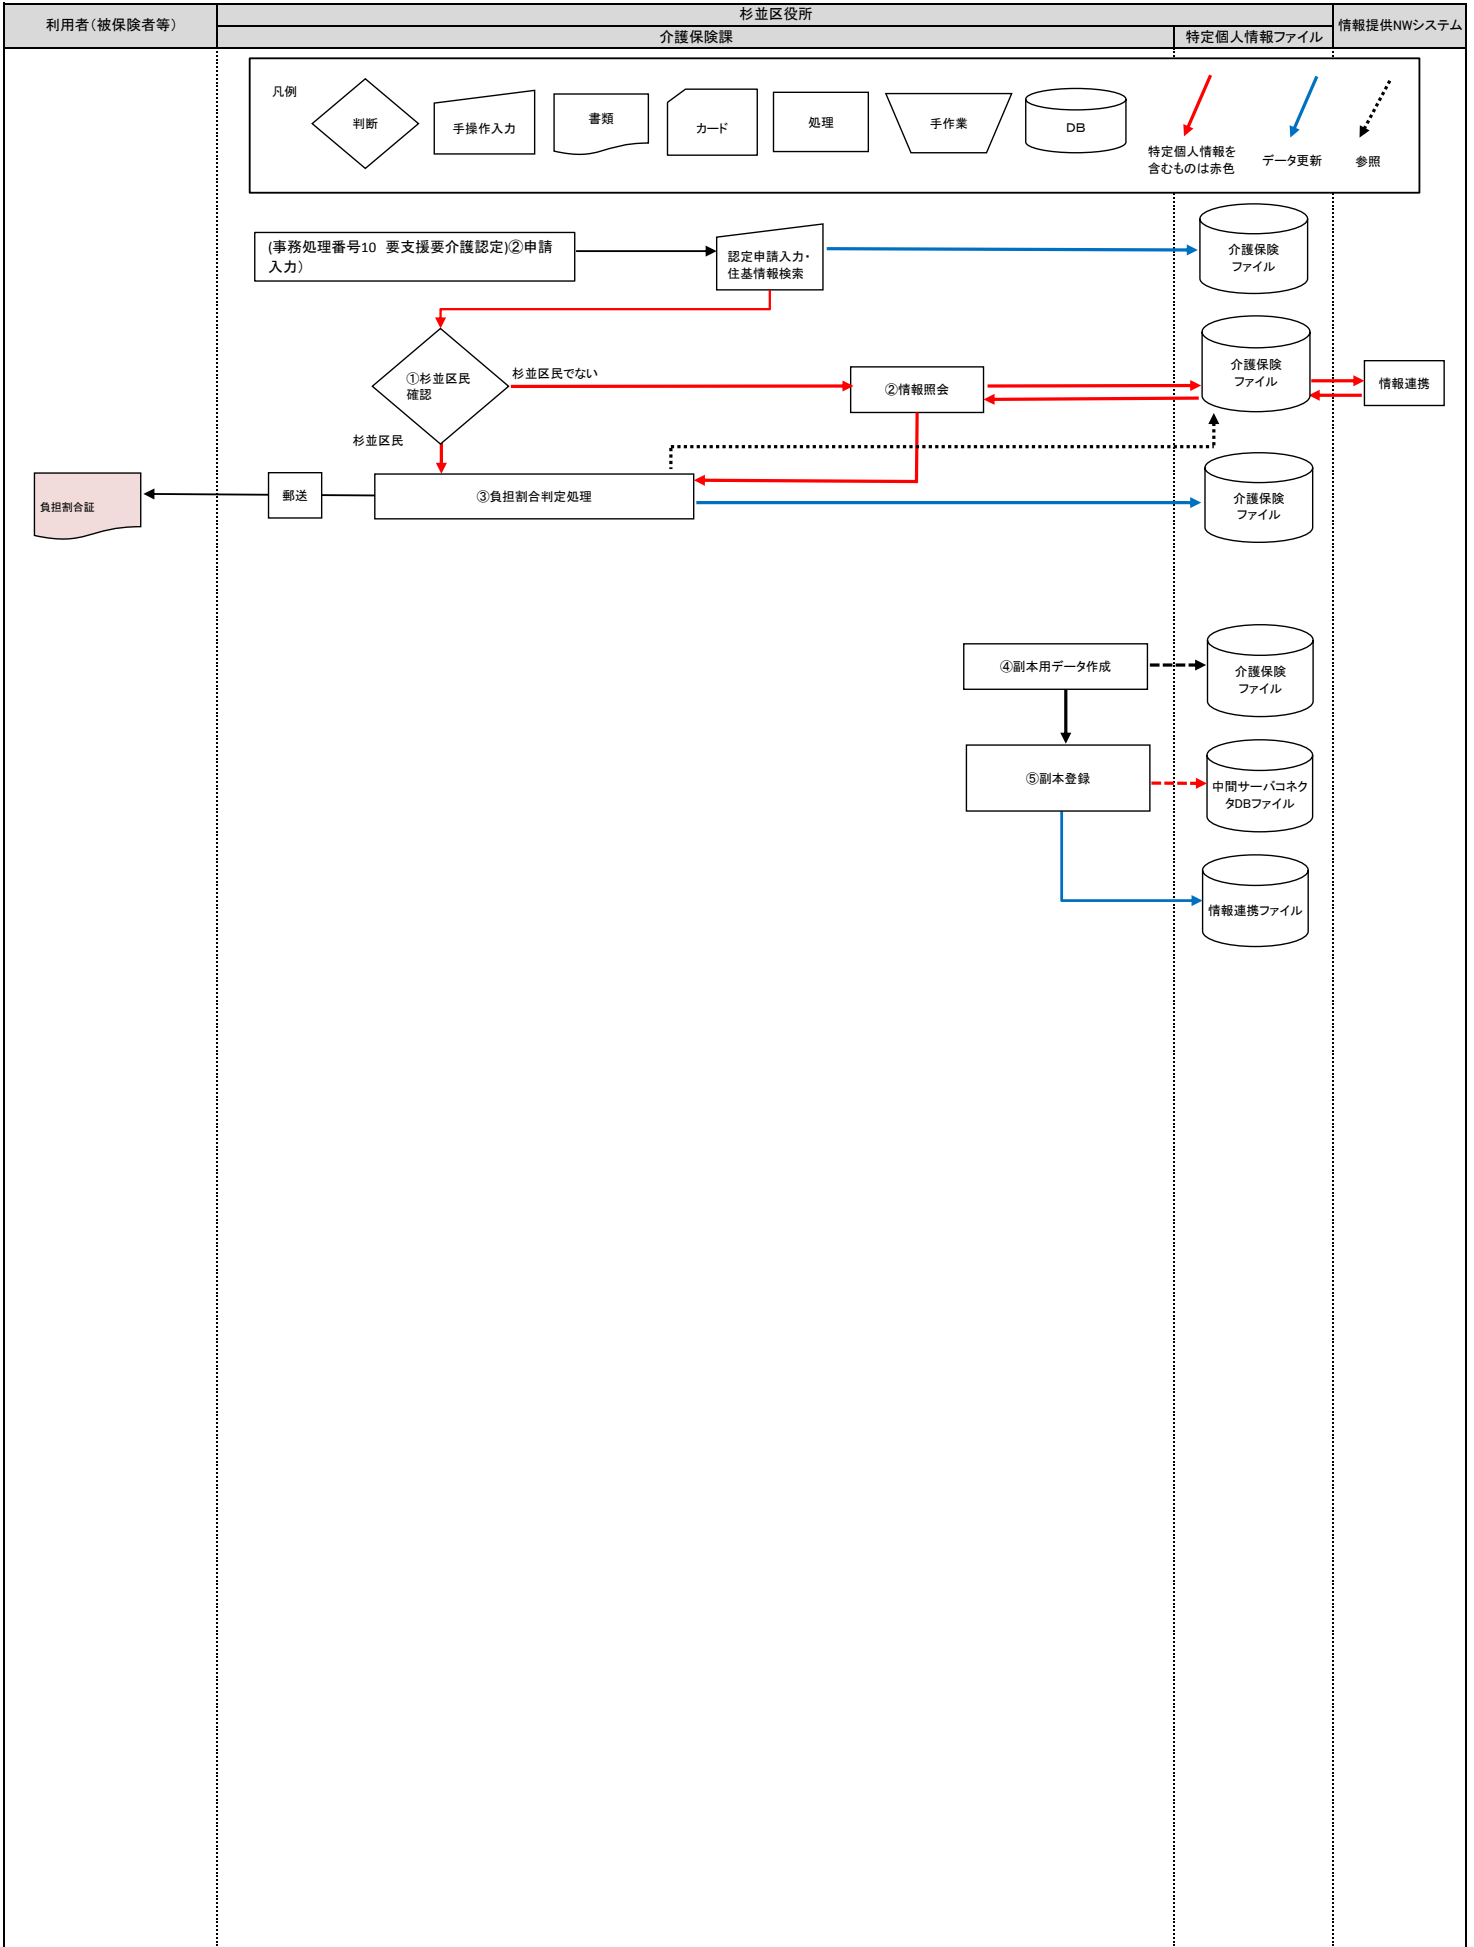 利用者（被保険者等）
杉並区役所
情報提供NWシステム
介護保険課
特定個人情報ファイル
凡例
判断
手操作入力
書類
カード
処理
手作業
DB
特定個人情報を
含むものは赤色
データ更新
参照
(事務処理番号10　要支援要介護認定)②申請
入力）
認定申請入力・
住基情報検索
介護保険
ファイル
①杉並区民
確認
杉並区民でない
②情報照会
介護保険
ファイル
情報連携
杉並区民
負担割合証
郵送
③負担割合判定処理
介護保険
ファイル
④副本用データ作成
介護保険
ファイル
⑤副本登録
中間サーバコネク
タDBファイル
情報連携ファイル